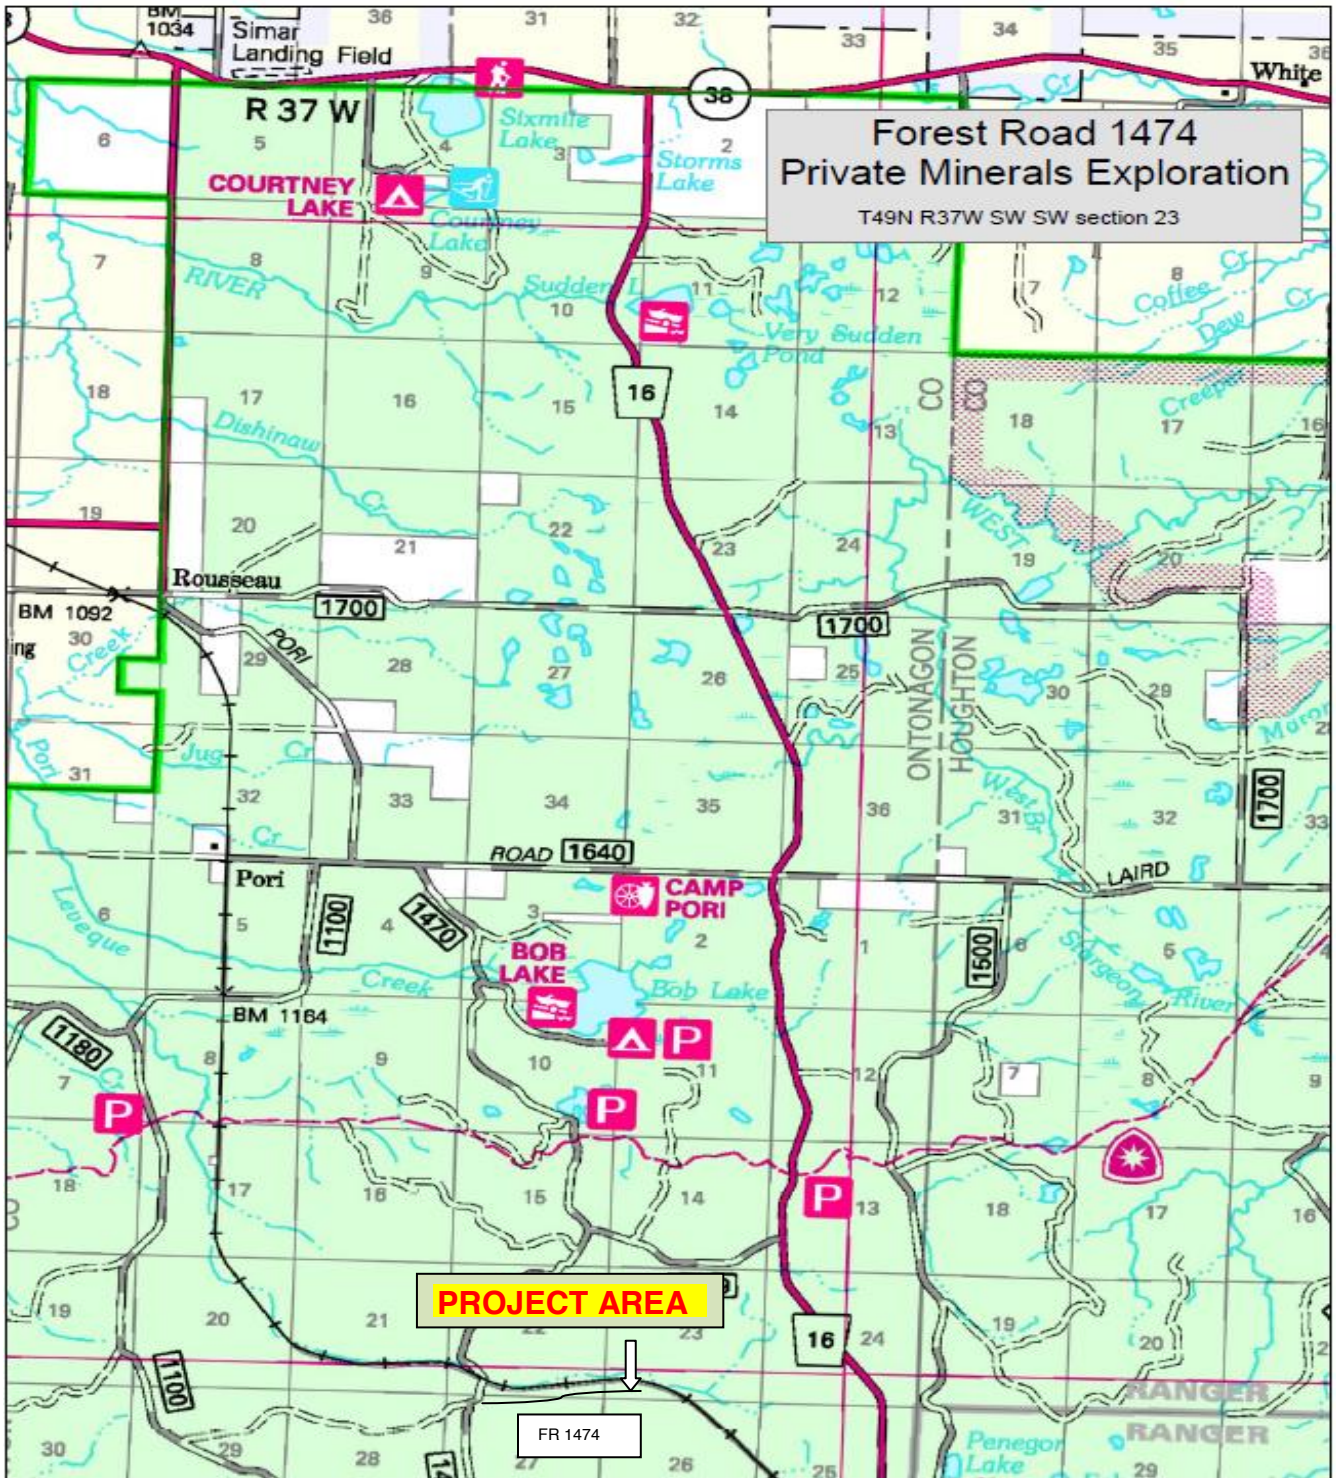 BM
1034
36
31
32
33
34
35
36
Simar
Landing Field
White
38
R 37 W
Forest Road 1474
Private Minerals Exploration
T49N R37W SW SW section 23
6
5
4
3
2
Sixmile
Lake
Storms
Lake
COURTNEY
LAKE
Courtney
Lake
7
8
9
10
11
12
7
8
RIVER
Sudden L
Very Sudden
Pond
Coffee Cr
Dew Cr
Creeper
Cr
16
CO
CO
18
17
16
15
14
13
18
17
16
Dishinaw
Cr
WEST
19
20
21
22
23
24
19
20
Rousseau
1700
1700
BM 1092
ing
30
Creek
PORI
29
28
27
26
25
30
29
28
ONTONAGON
HOUGHTON
Pori
31
Jug Cr
32
33
34
35
36
31
32
33
West Br
1700
Cr
ROAD 1640
LAIRD
Pori
CAMP
PORI
6
5
4
3
2
1
6
5
4
1100
1470
1500
Leveque
Creek
BOB
LAKE
Bob Lake
Sturgeon
River
BM 1164
1180
7
Cr
8
9
10
11
12
7
8
9
P
P
P
P
18
17
16
15
14
13
18
17
16
PROJECT AREA
19
20
21
22
23
24
19
20
16
1100
RANGER
RANGER
FR 1474
30
29
28
27
26
25
29
Penegor
Lake